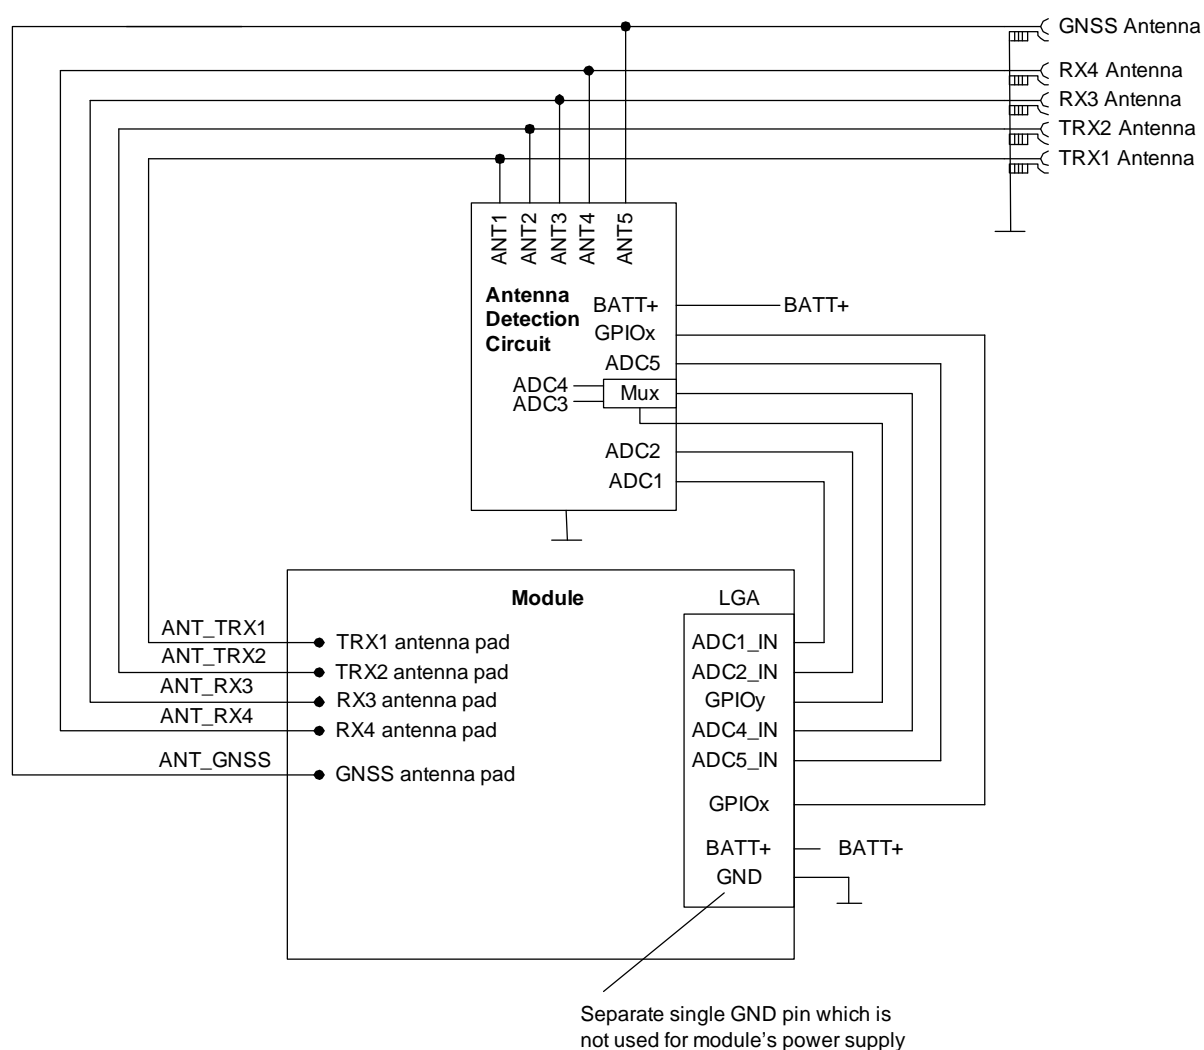 GNSS Antenna
RX4 Antenna
RX3 Antenna
TRX2 Antenna
TRX1 Antenna
ANT1
ANT2
ANT3
ANT4
ANT5
Antenna
Detection
Circuit
BATT+
BATT+
GPIOx
ADC5
ADC4
ADC3
Mux
ADC2
ADC1
Module
LGA
ANT_TRX1
TRX1 antenna pad
ADC1_IN
ANT_TRX2
TRX2 antenna pad
ADC2_IN
ANT_RX3
RX3 antenna pad
GPIOy
ANT_RX4
RX4 antenna pad
ADC4_IN
ANT_GNSS
GNSS antenna pad
ADC5_IN
GPIOx
BATT+
BATT+
GND
Separate single GND pin which is
not used for module's power supply